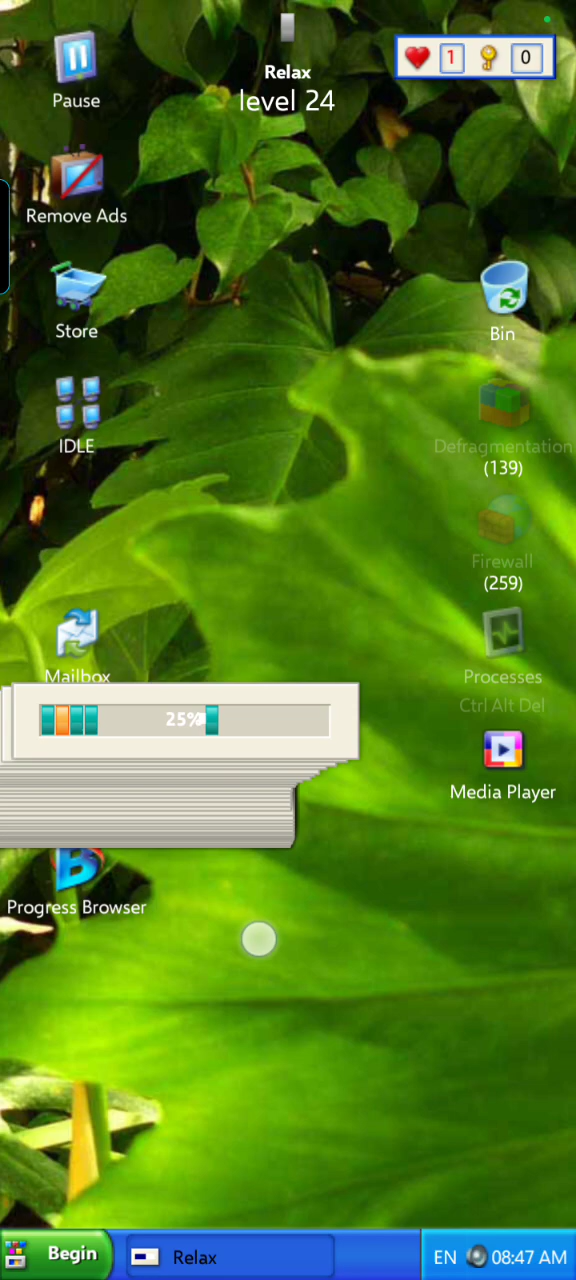 Relax
level 24
1
0
Pause
Remove Ads
Store
IDLE
Mailbox
Progress Browser
Bin
Defragmentation
(139)
Firewall
(259)
Processes
Ctrl Alt Del
Media Player
25%
Begin
Relax
EN
08:47 AM